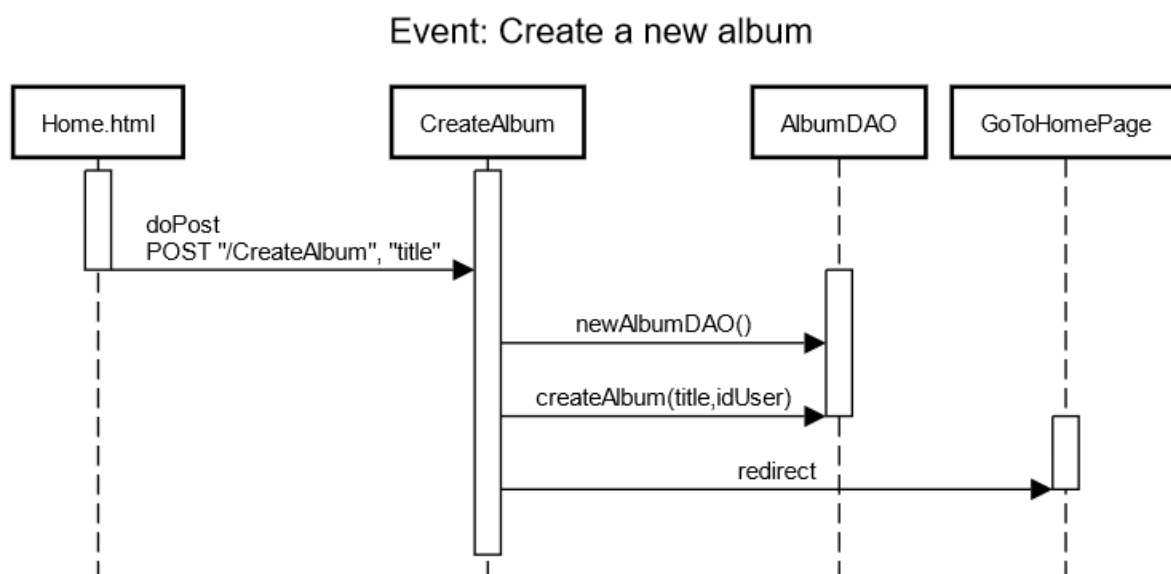 Event: Create a new album
Home.html
CreateAlbum
AlbumDAO
GoToHomePage
doPost
POST "/CreateAlbum", "title"
newAlbumDAO()
createAlbum(title,idUser)
redirect